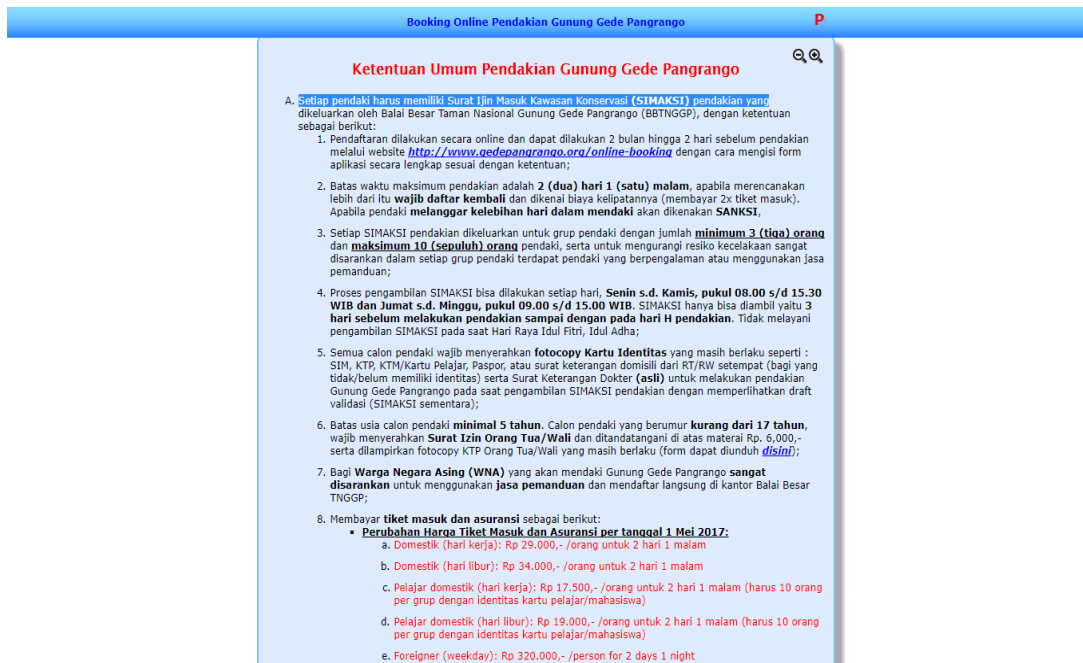 Booking Online Pendakian Gunung Gede Pangrango
P
Ketentuan Umum Pendakian Gunung Gede Pangrango
A. Setiap pendaki harus memiliki Surat Ijin Masuk Kawasan Konservasi (SIMAKSI) pendakian yang
dikeluarkan oleh Balai Besar Taman Nasional Gunung Gede Pangrango (BBTNGGP), dengan ketentuan
sebagai berikut:
1. Pendaftaran dilakukan secara online dan dapat dilakukan 2 bulan hingga 2 hari sebelum pendakian
melalui website http://www.gedepangrango.org/online-booking dengan cara mengisi form
aplikasi secara lengkap sesuai dengan ketentuan;
2. Batas waktu maksimum pendakian adalah 2 (dua) hari 1 (satu) malam, apabila merencanakan
lebih dari itu wajib daftar kembali dan dikenai biaya kelipatannya (membayar 2x tiket masuk).
Apabila pendaki melanggar kelebihan hari dalam mendaki akan dikenakan SANKSI,
3. Setiap SIMAKSI pendakian dikeluarkan untuk grup pendaki dengan jumlah minimum 3 (tiga) orang
dan maksimum 10 (sepuluh) orang pendaki, serta untuk mengurangi resiko kecelakaan sangat
disarankan dalam setiap grup pendaki terdapat pendaki yang berpengalaman atau menggunakan jasa
pemanduan;
4. Proses pengambilan SIMAKSI bisa dilakukan setiap hari, Senin s.d. Kamis, pukul 08.00 s/d 15.30
WIB dan Jumat s.d. Minggu, pukul 09.00 s/d 15.00 WIB. SIMAKSI hanya bisa diambil yaitu 3
hari sebelum melakukan pendakian sampai dengan pada hari H pendakian. Tidak melayani
pengambilan SIMAKSI pada saat Hari Raya Idul Fitri, Idul Adha;
5. Semua calon pendaki wajib menyerahkan fotocopy Kartu Identitas yang masih berlaku seperti :
SIM, KTP, KTM/Kartu Pelajar, Paspor, atau surat keterangan domisili dari RT/RW setempat (bagi yang
tidak/belum memiliki identitas) serta Surat Keterangan Dokter (asli) untuk melakukan pendakian
Gunung Gede Pangrango pada saat pengambilan SIMAKSI pendakian dengan memperlihatkan draft
validasi (SIMAKSI sementara);
6. Batas usia calon pendaki minimal 5 tahun. Calon pendaki yang berumur kurang dari 17 tahun,
wajib menyerahkan Surat Izin Orang Tua/Wali dan ditandatangani di atas materai Rp. 6,000,-
serta dilampirkan fotocopy KTP Orang Tua/Wali yang masih berlaku (form dapat diunduh disini);
7. Bagi Warga Negara Asing (WNA) yang akan mendaki Gunung Gede Pangrango sangat
disarankan untuk menggunakan jasa pemanduan dan mendaftar langsung di kantor Balai Besar
TNGGP;
8. Membayar tiket masuk dan asuransi sebagai berikut:
▪ Perubahan Harga Tiket Masuk dan Asuransi per tanggal 1 Mei 2017:
a. Domestik (hari kerja): Rp 29.000,- /orang untuk 2 hari 1 malam
b. Domestik (hari libur): Rp 34.000,- /orang untuk 2 hari 1 malam
c. Pelajar domestik (hari kerja): Rp 17.500,- /orang untuk 2 hari 1 malam (harus 10 orang
per grup dengan identitas kartu pelajar/mahasiswa)
d. Pelajar domestik (hari libur): Rp 19.000,- /orang untuk 2 hari 1 malam (harus 10 orang
per grup dengan identitas kartu pelajar/mahasiswa)
e. Foreigner (weekday): Rp 320.000,- /person for 2 days 1 night